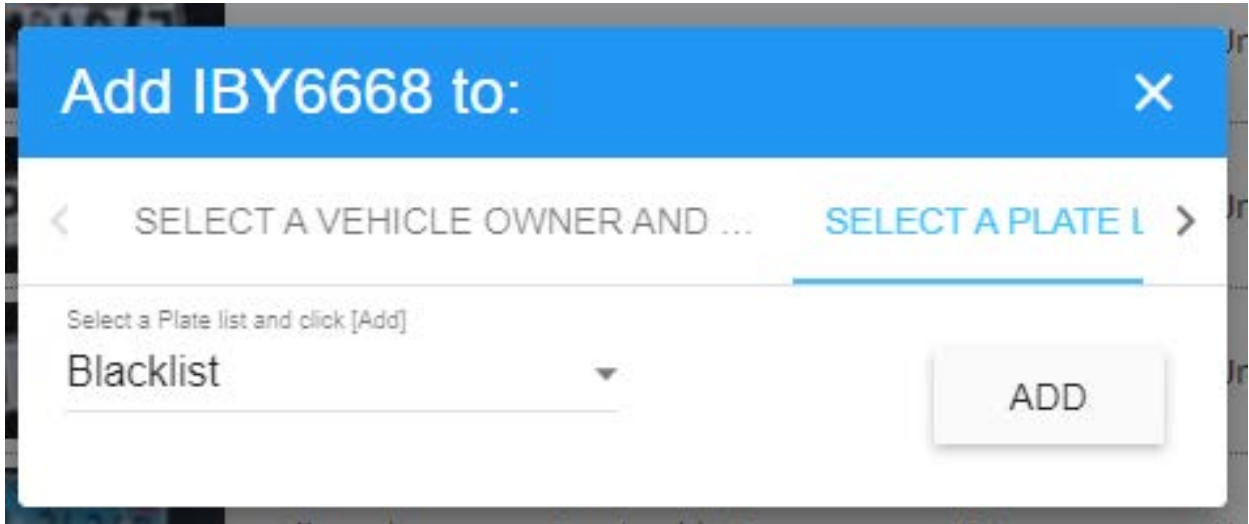 Add IBY6668 to:
SELECT A VEHICLE OWNER AND ...
SELECT A PLATE L
Select a Plate list and click [Add]
Blacklist
ADD